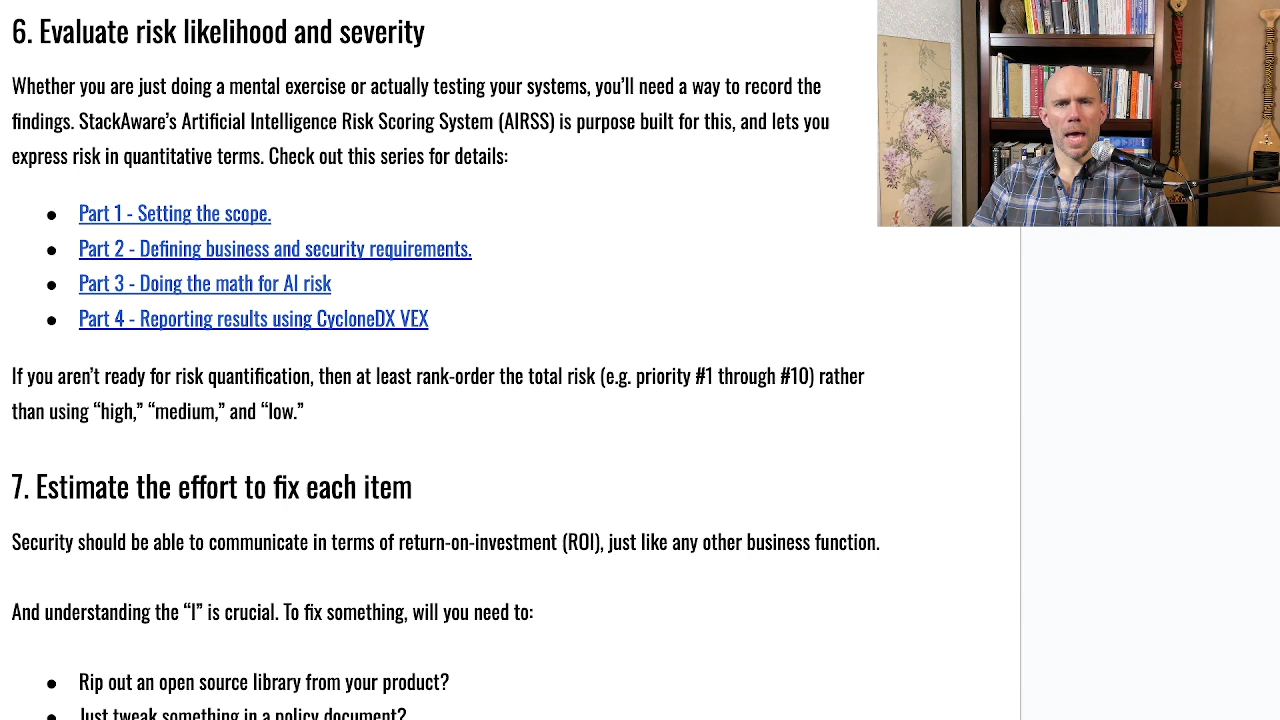 6. Evaluate risk likelihood and severity
Whether you are just doing a mental exercise or actually testing your systems, you’ll need a way to record the
findings. StackAware’s Artificial Intelligence Risk Scoring System (AIRSS) is purpose built for this, and lets you
express risk in quantitative terms. Check out this series for details:
● Part 1 - Setting the scope.
● Part 2 - Defining business and security requirements.
● Part 3 - Doing the math for AI risk
● Part 4 - Reporting results using CycloneDX VEX
If you aren’t ready for risk quantification, then at least rank-order the total risk (e.g. priority #1 through #10) rather
than using “high,” “medium,” and “low.”
7. Estimate the effort to fix each item
Security should be able to communicate in terms of return-on-investment (ROI), just like any other business function.
And understanding the “I” is crucial. To fix something, will you need to:
● Rip out an open source library from your product?
● Just tweak something in a policy document?